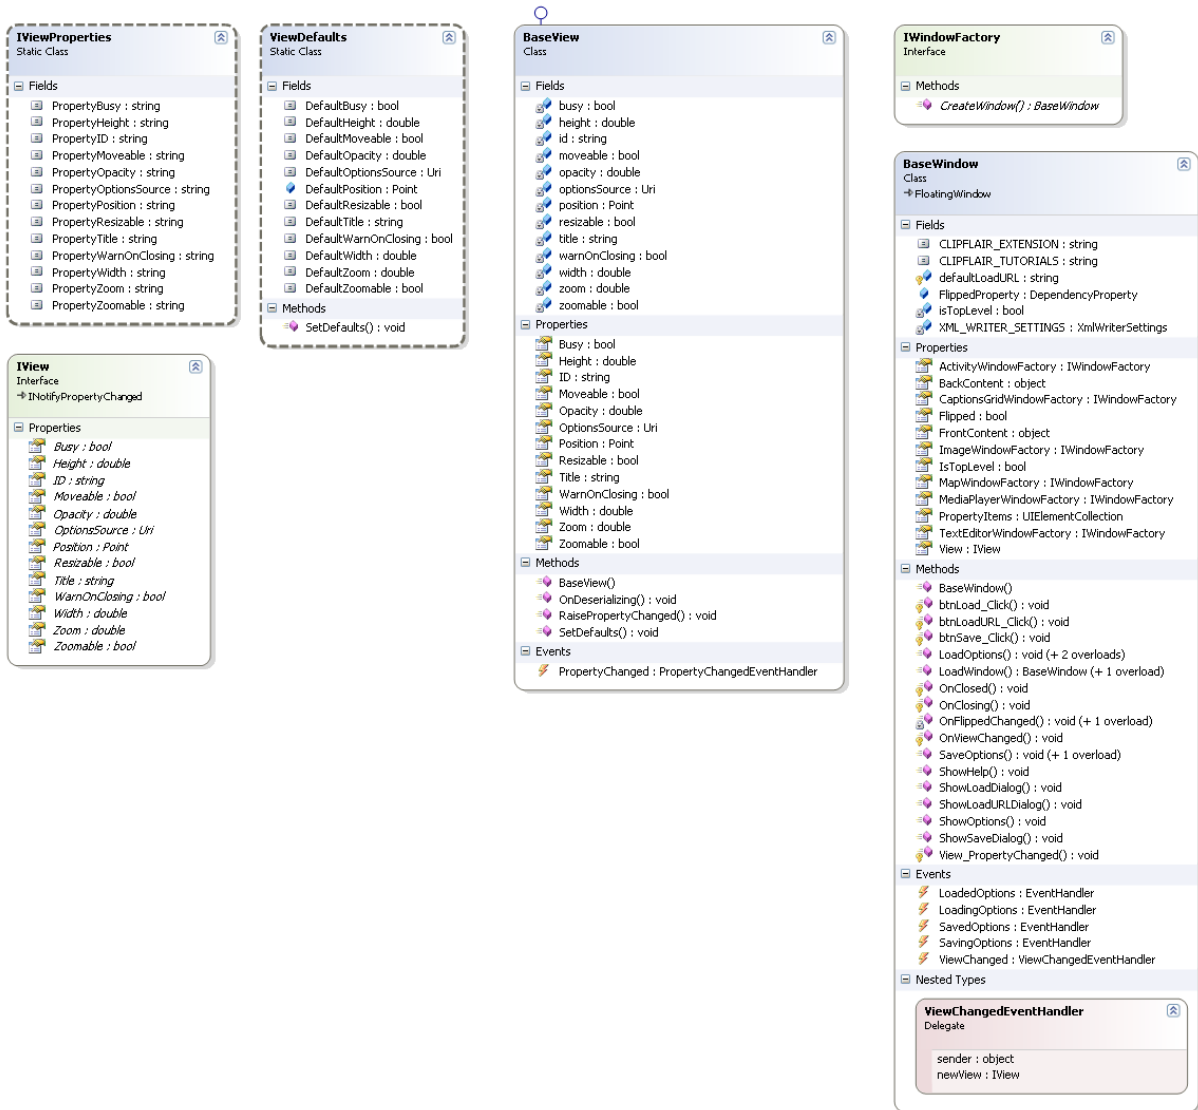 IViewProperties
Static Class
Fields
PropertyBusy : string
PropertyHeight : string
PropertyID : string
PropertyMoveable : string
PropertyOpacity : string
PropertyOptionsSource : string
PropertyPosition : string
PropertyResizable : string
PropertyTitle : string
PropertyWarnOnClosing : string
PropertyWidth : string
PropertyZoom : string
PropertyZoomable : string
IView
Interface
INotifyPropertyChanged
Properties
Busy : bool
Height : double
ID : string
Moveable : bool
Opacity : double
OptionsSource : Uri
Position : Point
Resizable : bool
Title : string
WarnOnClosing : bool
Width : double
Zoom : double
Zoomable : bool
ViewDefaults
Static Class
Fields
DefaultBusy : bool
DefaultHeight : double
DefaultMoveable : bool
DefaultOpacity : double
DefaultOptionsSource : Uri
DefaultPosition : Point
DefaultResizable : bool
DefaultTitle : string
DefaultWarnOnClosing : bool
DefaultWidth : double
DefaultZoom : double
DefaultZoomable : bool
Methods
SetDefaults() : void
BaseView
Class
Fields
busy : bool
height : double
id : string
moveable : bool
opacity : double
optionsSource : Uri
position : Point
resizable : bool
title : string
warnOnClosing : bool
width : double
zoom : double
zoomable : bool
Properties
Busy : bool
Height : double
ID : string
Moveable : bool
Opacity : double
OptionsSource : Uri
Position : Point
Resizable : bool
Title : string
WarnOnClosing : bool
Width : double
Zoom : double
Zoomable : bool
Methods
BaseView()
OnDeserializing() : void
RaisePropertyChanged() : void
SetDefaults() : void
Events
PropertyChanged : PropertyChangedEventHandler
IWindowFactory
Interface
Methods
CreateWindow() : BaseWindow
BaseWindow
Class
FloatingWindow
Fields
CLIPFLAIR_EXTENSION : string
CLIPFLAIR_TUTORIALS : string
defaultLoadURL : string
FlippedProperty : DependencyProperty
isTopLevel : bool
XML_WRITER_SETTINGS : XmlWriterSettings
Properties
ActivityWindowFactory : IWindowFactory
BackContent : object
CaptionsGridWindowFactory : IWindowFactory
Flipped : bool
FrontContent : object
ImageWindowFactory : IWindowFactory
IsTopLevel : bool
MapWindowFactory : IWindowFactory
MediaPlayerWindowFactory : IWindowFactory
PropertyItems : UIElementCollection
TextEditorWindowFactory : IWindowFactory
View : IView
Methods
BaseWindow()
btnLoad_Click() : void
btnLoadURL_Click() : void
btnSave_Click() : void
LoadOptions() : void (+ 2 overloads)
LoadWindow() : BaseWindow (+ 1 overload)
OnClosed() : void
OnClosing() : void
OnFlippedChanged() : void (+ 1 overload)
OnViewChanged() : void
SaveOptions() : void (+ 1 overload)
ShowHelp() : void
ShowLoadDialog() : void
ShowLoadURLDialog() : void
ShowOptions() : void
ShowSaveDialog() : void
View_PropertyChanged() : void
Events
LoadedOptions : EventHandler
LoadingOptions : EventHandler
SavedOptions : EventHandler
SavingOptions : EventHandler
ViewChanged : ViewChangedEventHandler
Nested Types
ViewChangedEventHandler
Delegate
sender : object
newView : IView